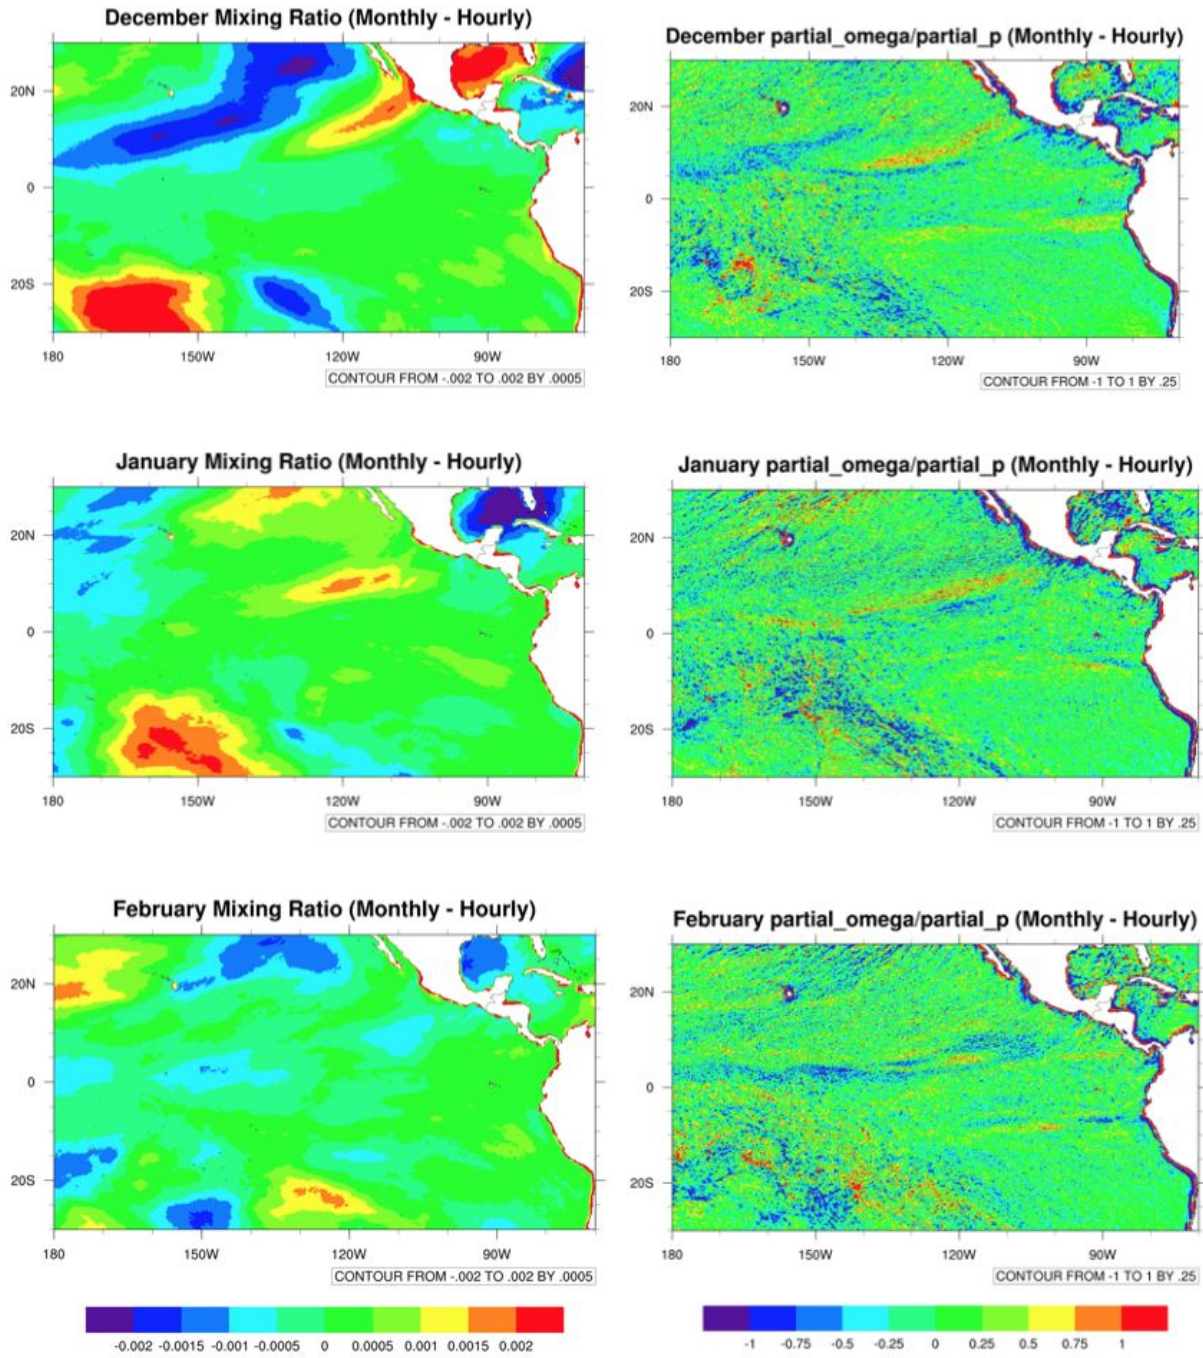 December Mixing Ratio (Monthly - Hourly)
20N
0
20S
180 150W 120W 90W
CONTOUR FROM -.002 TO .002 BY .0005
December partial_omega/partial_p (Monthly - Hourly)
20N
0
20S
180 150W 120W 90W
CONTOUR FROM -1 TO 1 BY .25
January Mixing Ratio (Monthly - Hourly)
20N
0
20S
180 150W 120W 90W
CONTOUR FROM -.002 TO .002 BY .0005
January partial_omega/partial_p (Monthly - Hourly)
20N
0
20S
180 150W 120W 90W
CONTOUR FROM -1 TO 1 BY .25
February Mixing Ratio (Monthly - Hourly)
20N
0
20S
180 150W 120W 90W
CONTOUR FROM -.002 TO .002 BY .0005
February partial_omega/partial_p (Monthly - Hourly)
20N
0
20S
180 150W 120W 90W
CONTOUR FROM -1 TO 1 BY .25
-0.002 -0.0015 -0.001 -0.0005 0 0.0005 0.001 0.0015 0.002
-1 -0.75 -0.5 -0.25 0 0.25 0.5 0.75 1